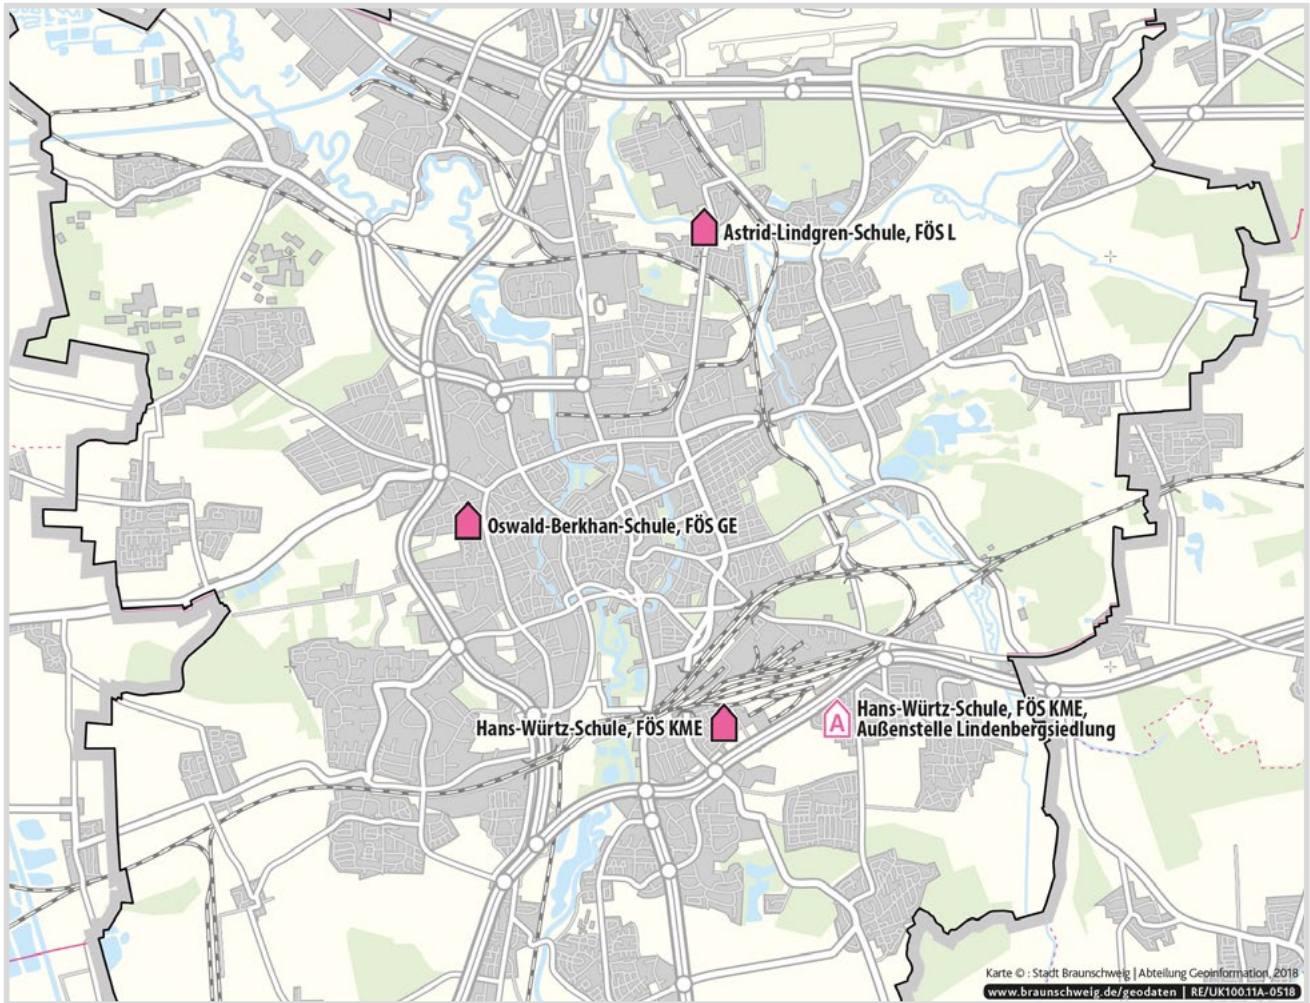 Astrid-Lindgren-Schule, FÖS L
Oswald-Berkhan-Schule, FÖS GE
Hans-Würtz-Schule, FÖS KME
A
Hans-Würtz-Schule, FÖS KME,
Außenstelle Lindenbergsiedlung
Karte © : Stadt Braunschweig | Abteilung Geoinformation, 2018
www.braunschweig.de/geodaten | RE/UK100.11A-0518